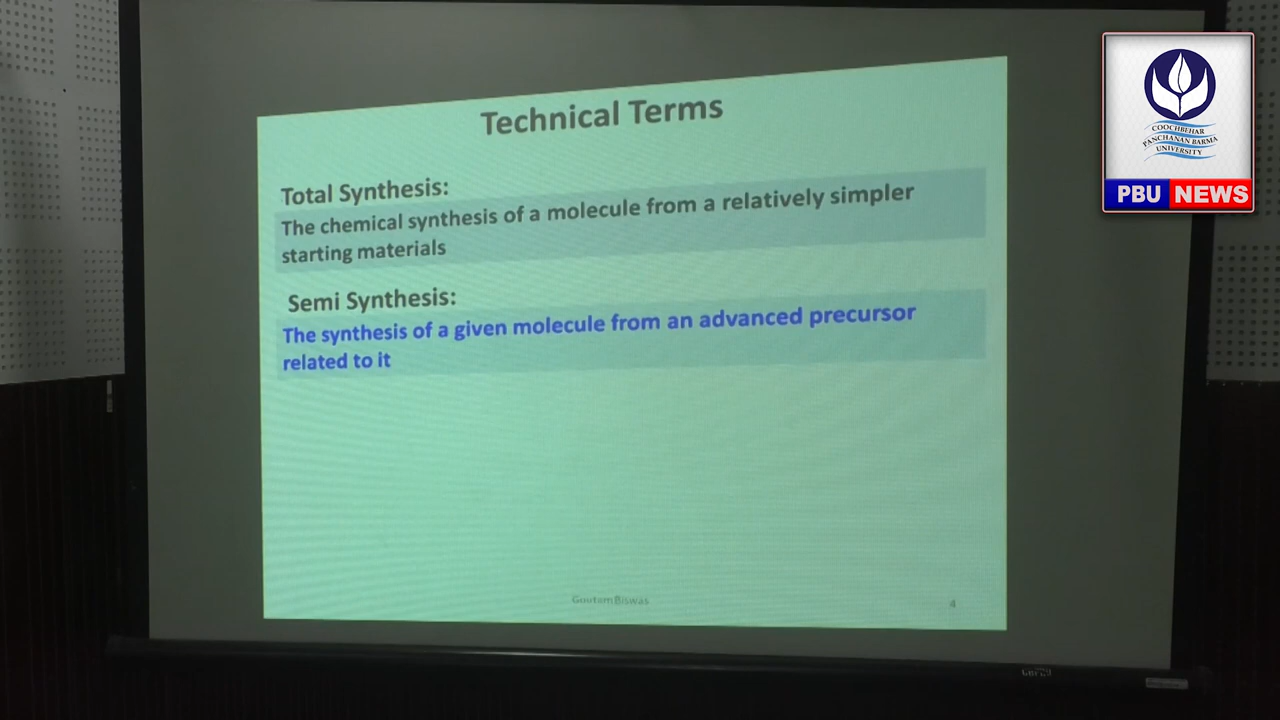 Technical Terms
Total Synthesis:
The chemical synthesis of a molecule from a relatively simpler
starting materials
Semi Synthesis:
The synthesis of a given molecule from an advanced precursor
related to it
Goutam Biswas
4
COOCHBEHAR
PANCHANAN BARMA
UNIVERSITY
PBU NEWS